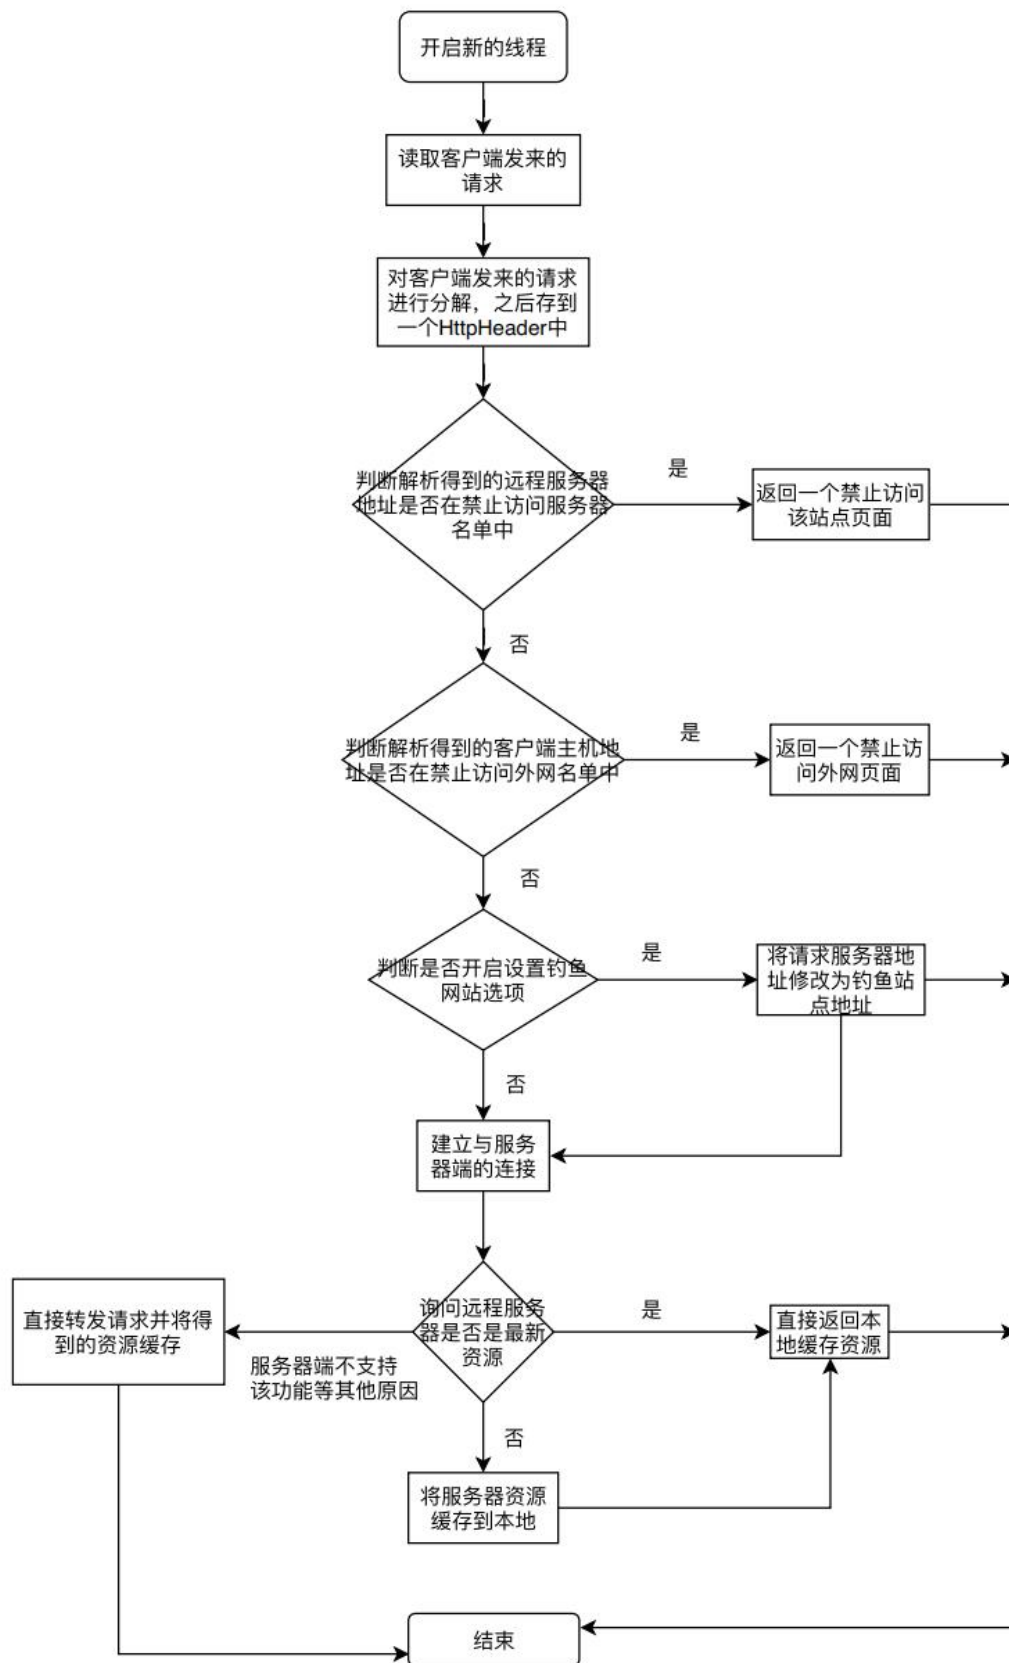 开启新的线程
读取客户端发来的
请求
对客户端发来的请求
进行分解，之后存到
一个HttpHeader中
判断解析得到的远程服务器
地址是否在禁止访问服务器
名单中
是
返回一个禁止访问
该站点页面
否
判断解析得到的客户端主机地
址是否在禁止访问外网名单中
是
返回一个禁止访
问外网页面
否
判断是否开启设置钓鱼
网站选项
是
将请求服务器地
址修改为钓鱼站
点地址
否
建立与服务
器端的连接
询问远程服务
器是否是最新
资源
是
直接返回本
地缓存资源
直接转发请求并将得
到的资源缓存
服务器端不支持
该功能等其他原因
否
将服务器资源
缓存到本地
结束